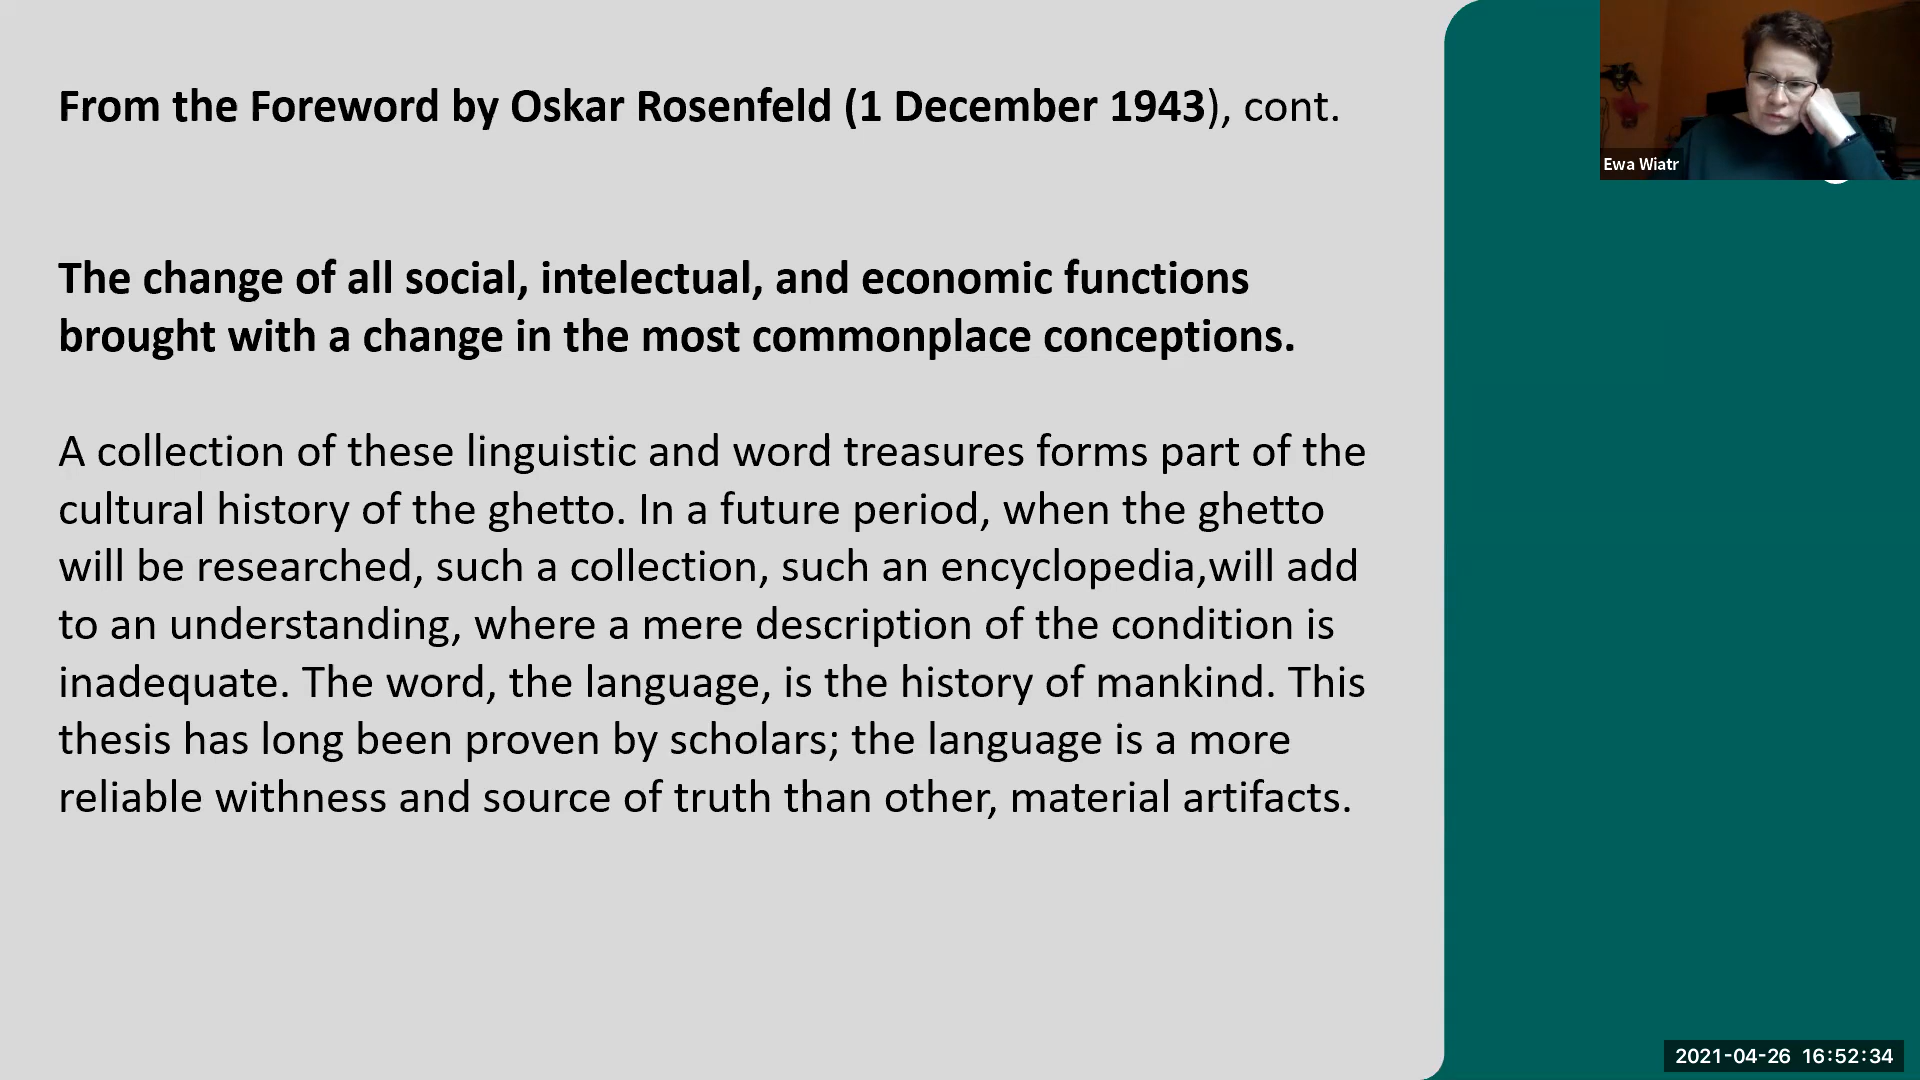 From the Foreword by Oskar Rosenfeld (1 December 1943), cont.
The change of all social, intelectual, and economic functions
brought with a change in the most commonplace conceptions.
A collection of these linguistic and word treasures forms part of the
cultural history of the ghetto. In a future period, when the ghetto
will be researched, such a collection, such an encyclopedia,will add
to an understanding, where a mere description of the condition is
inadequate. The word, the language, is the history of mankind. This
thesis has long been proven by scholars; the language is a more
reliable withness and source of truth than other, material artifacts.
Ewa Wiatr
2021-04-26 16:52:34